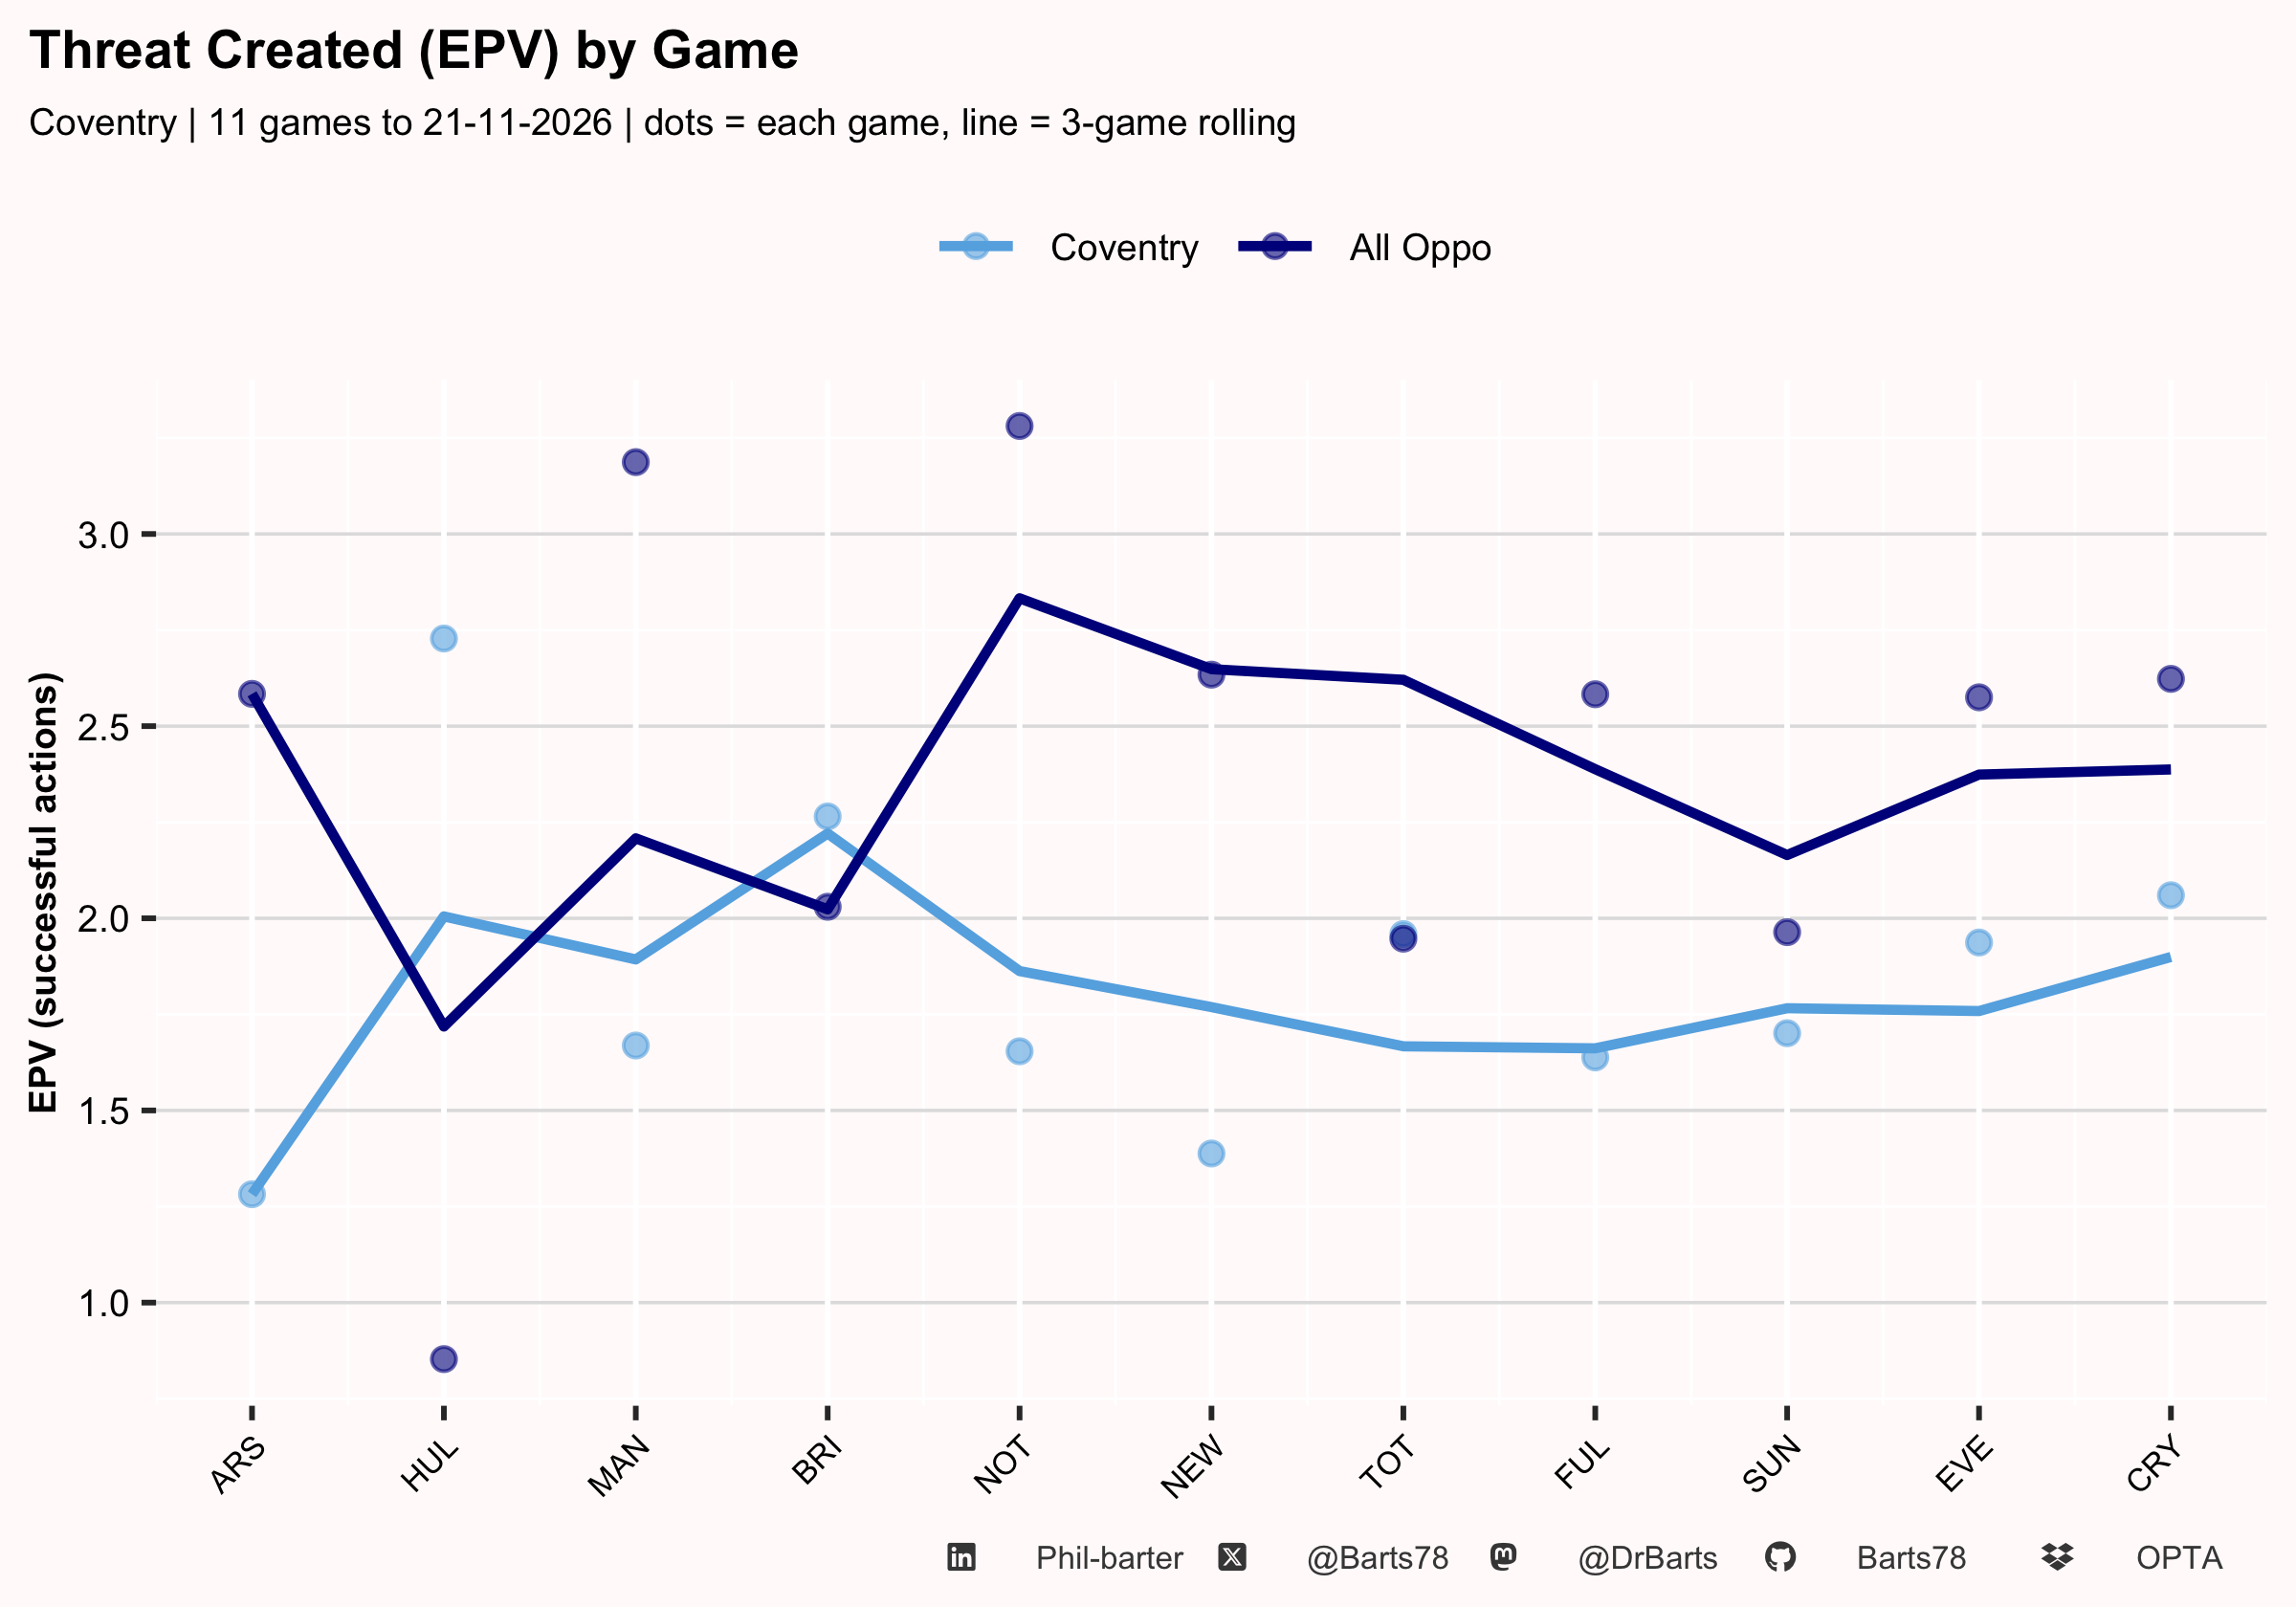 Threat Created (EPV) by Game
Coventry | 11 games to 21-11-2026 | dots = each game, line = 3-game rolling
Coventry All Oppo
EPV (successful actions)
3.0
2.5
2.0
1.5
1.0
ARS HUL MAN BRI NOT NEW TOT FUL SUN EVE CRY
Phil-barter @Barts78 @DrBarts Barts78 OPTA